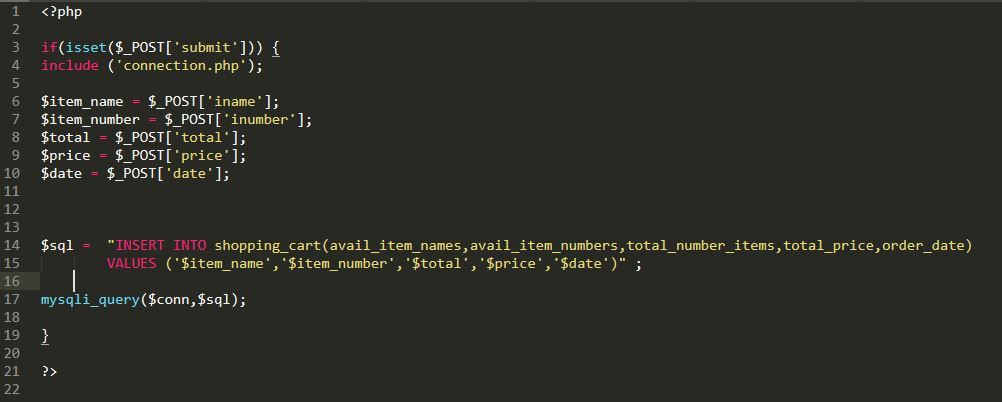 1 <?php
2
3 if(isset($_POST['submit'])) {
4 include ('connection.php');
5
6 $item_name = $_POST['iname'];
7 $item_number = $_POST['inumber'];
8 $total = $_POST['total'];
9 $price = $_POST['price'];
10 $date = $_POST['date'];
11
12
13
14 $sql = "INSERT INTO shopping_cart(avail_item_names,avail_item_numbers,total_number_items,total_price,order_date)
15 VALUES ('$item_name','$item_number','$total','$price','$date')" ;
16
17 mysqli_query($conn,$sql);
18
19 }
20
21 ?>
22